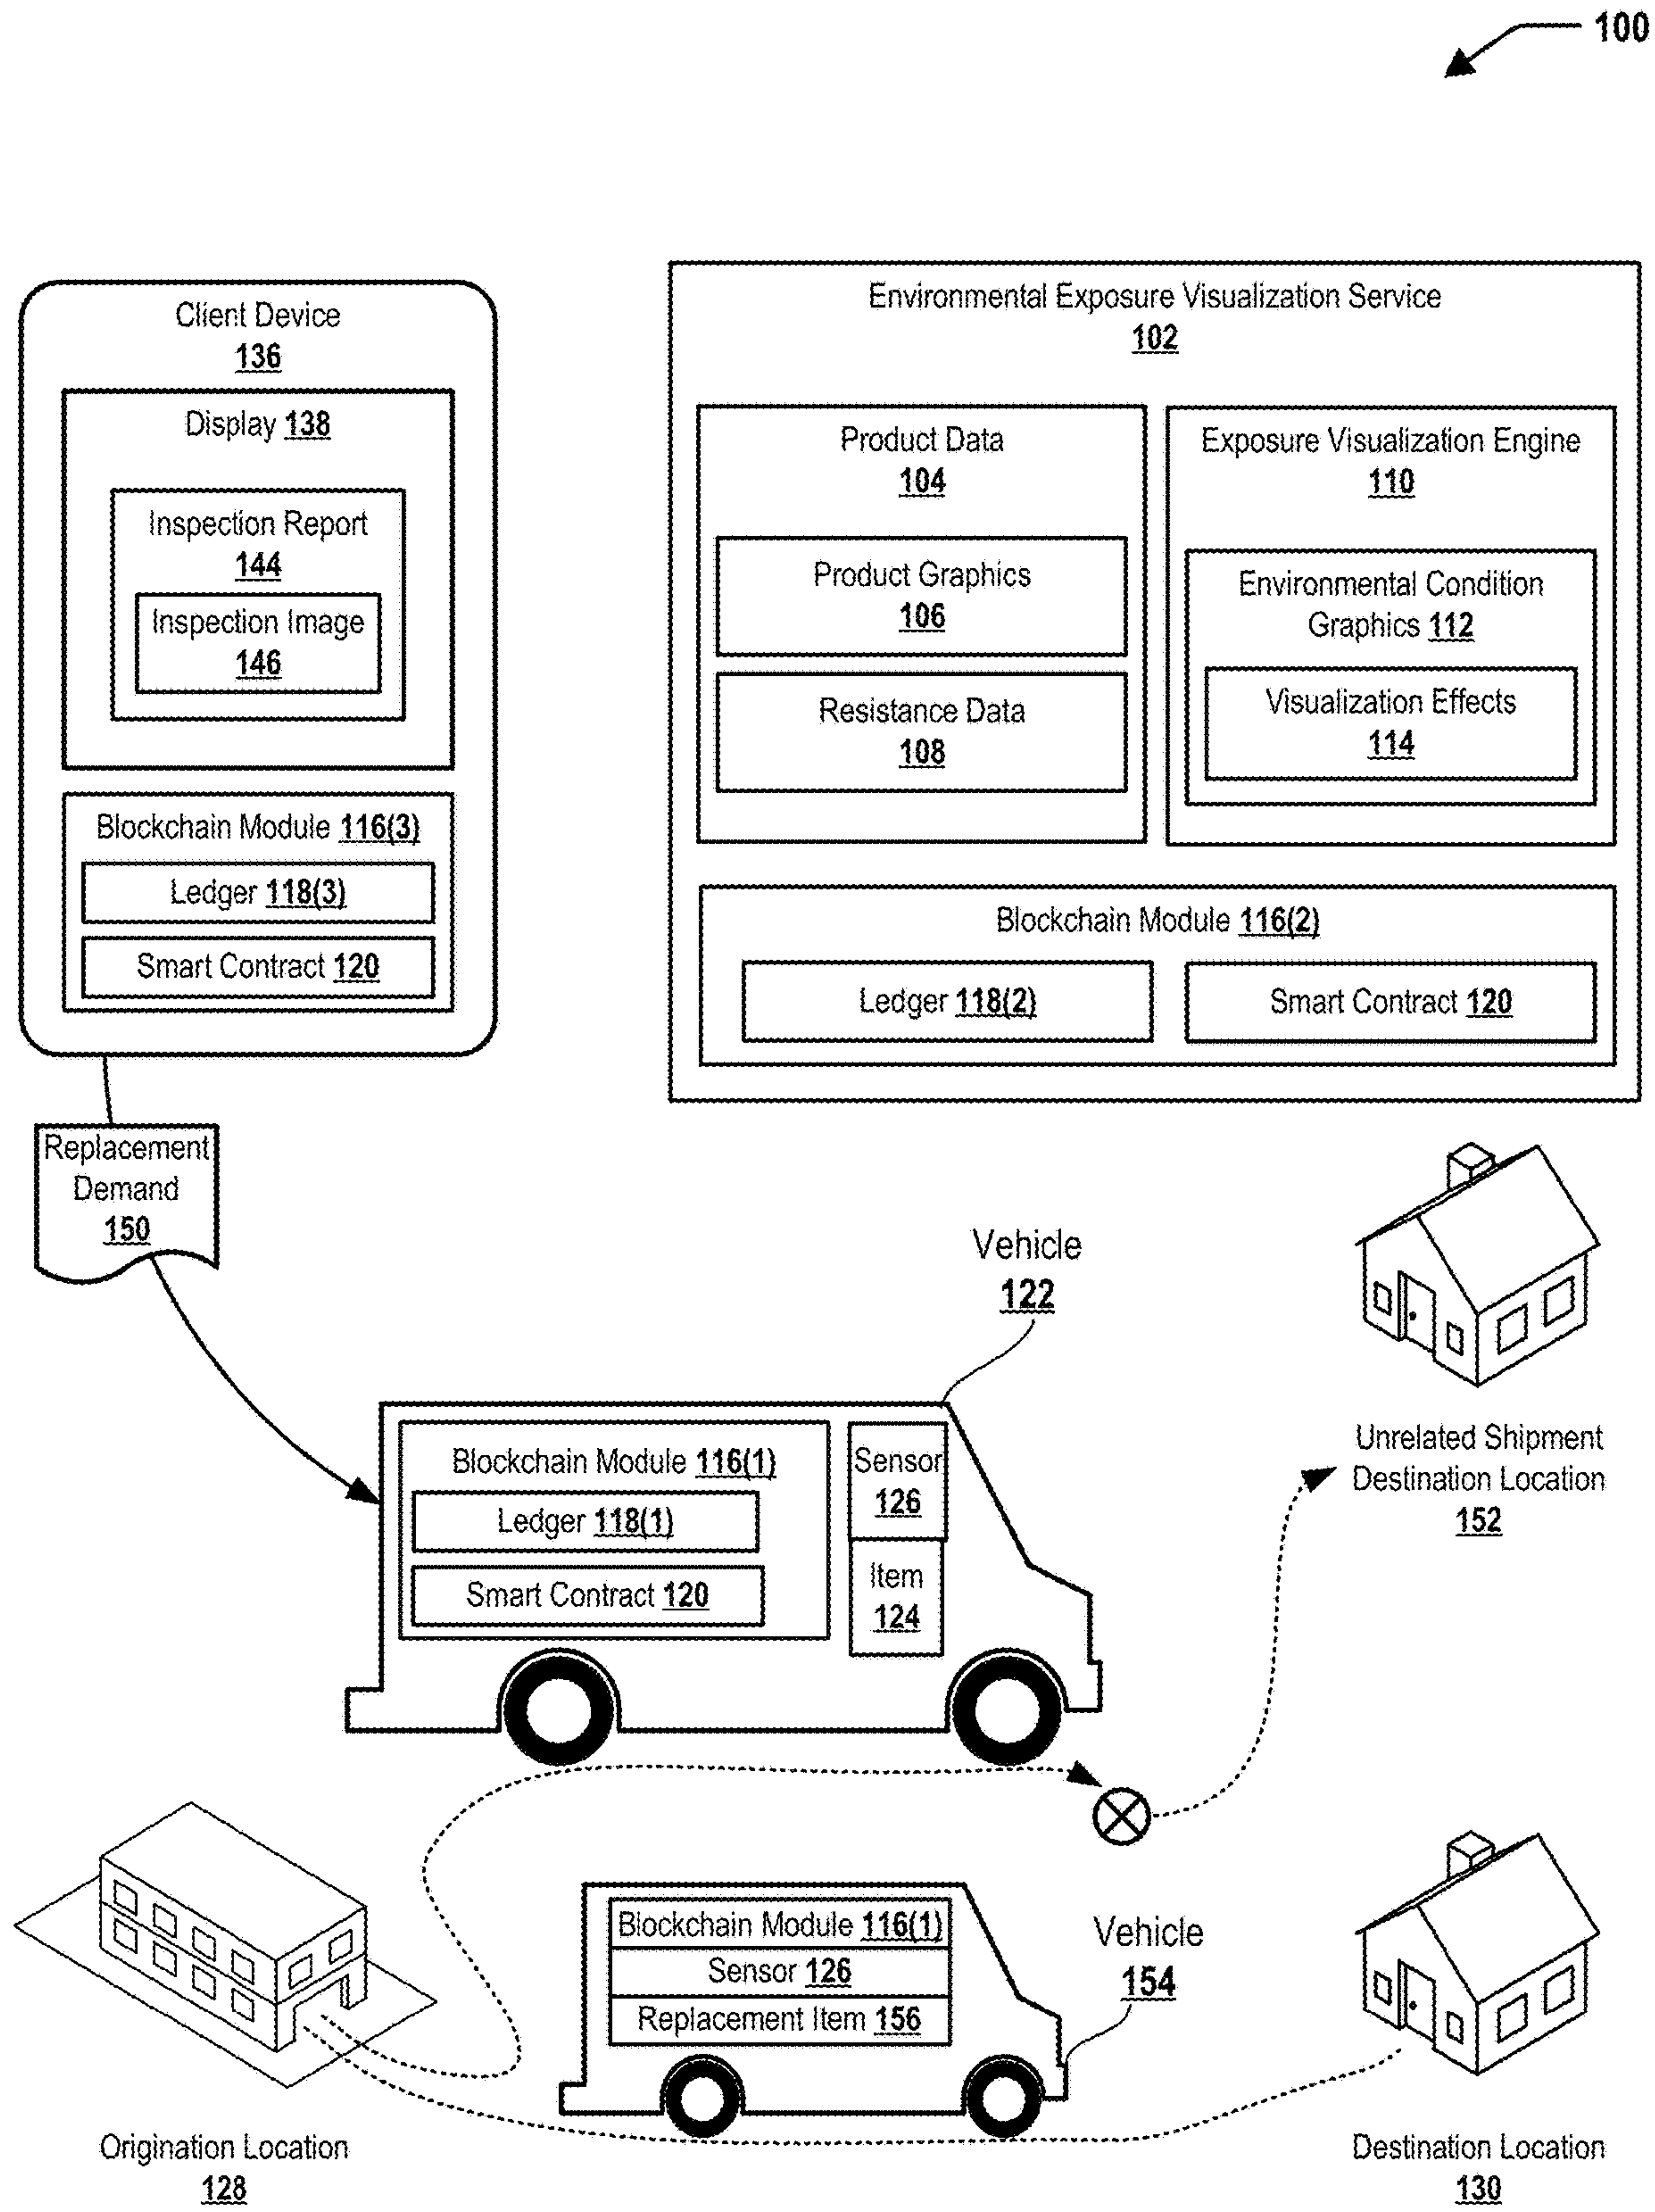 100
Client Device
136
Display 138
Inspection Report
144
Inspection Image
146
Blockchain Module 116(3)
Ledger 118(3)
Smart Contract 120
Environmental Exposure Visualization Service
102
Product Data
104
Product Graphics
106
Resistance Data
108
Exposure Visualization Engine
110
Environmental Condition
Graphics 112
Visualization Effects
114
Blockchain Module 116(2)
Ledger 118(2)
Smart Contract 120
Replacement
Demand
150
Vehicle
122
Blockchain Module 116(1)
Ledger 118(1)
Smart Contract 120
Sensor
126
Item
124
Unrelated Shipment
Destination Location
152
Blockchain Module 116(1)
Sensor 126
Replacement Item 156
Vehicle
154
Origination Location
128
Destination Location
130